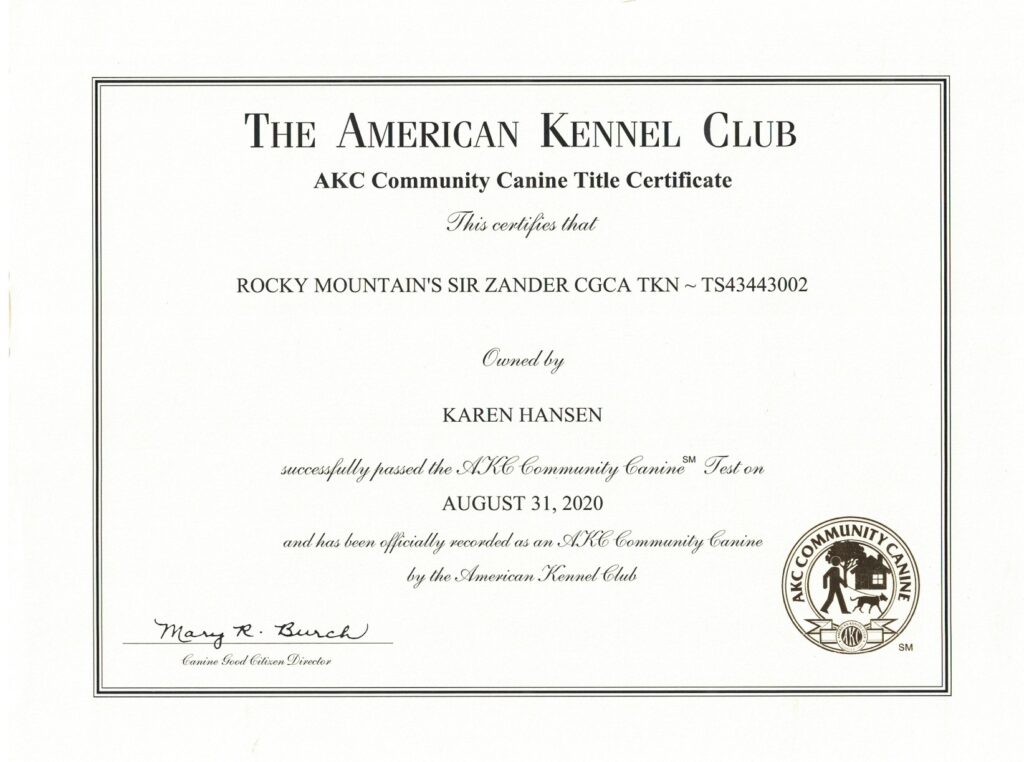 THE AMERICAN KENNEL CLUB
AKC Community Canine Title Certificate
This certifies that
ROCKY MOUNTAIN'S SIR ZANDER CGCA TKN ~ TS43443002
Owned by
KAREN HANSEN
successfully passed the AKC Community Canine℠ Test on
AUGUST 31, 2020
and has been officially recorded as an AKC Community Canine
by the American Kennel Club
AKC COMMUNITY CANINE
AKC
SM
Mary R. Burch
Canine Good Citizen Director